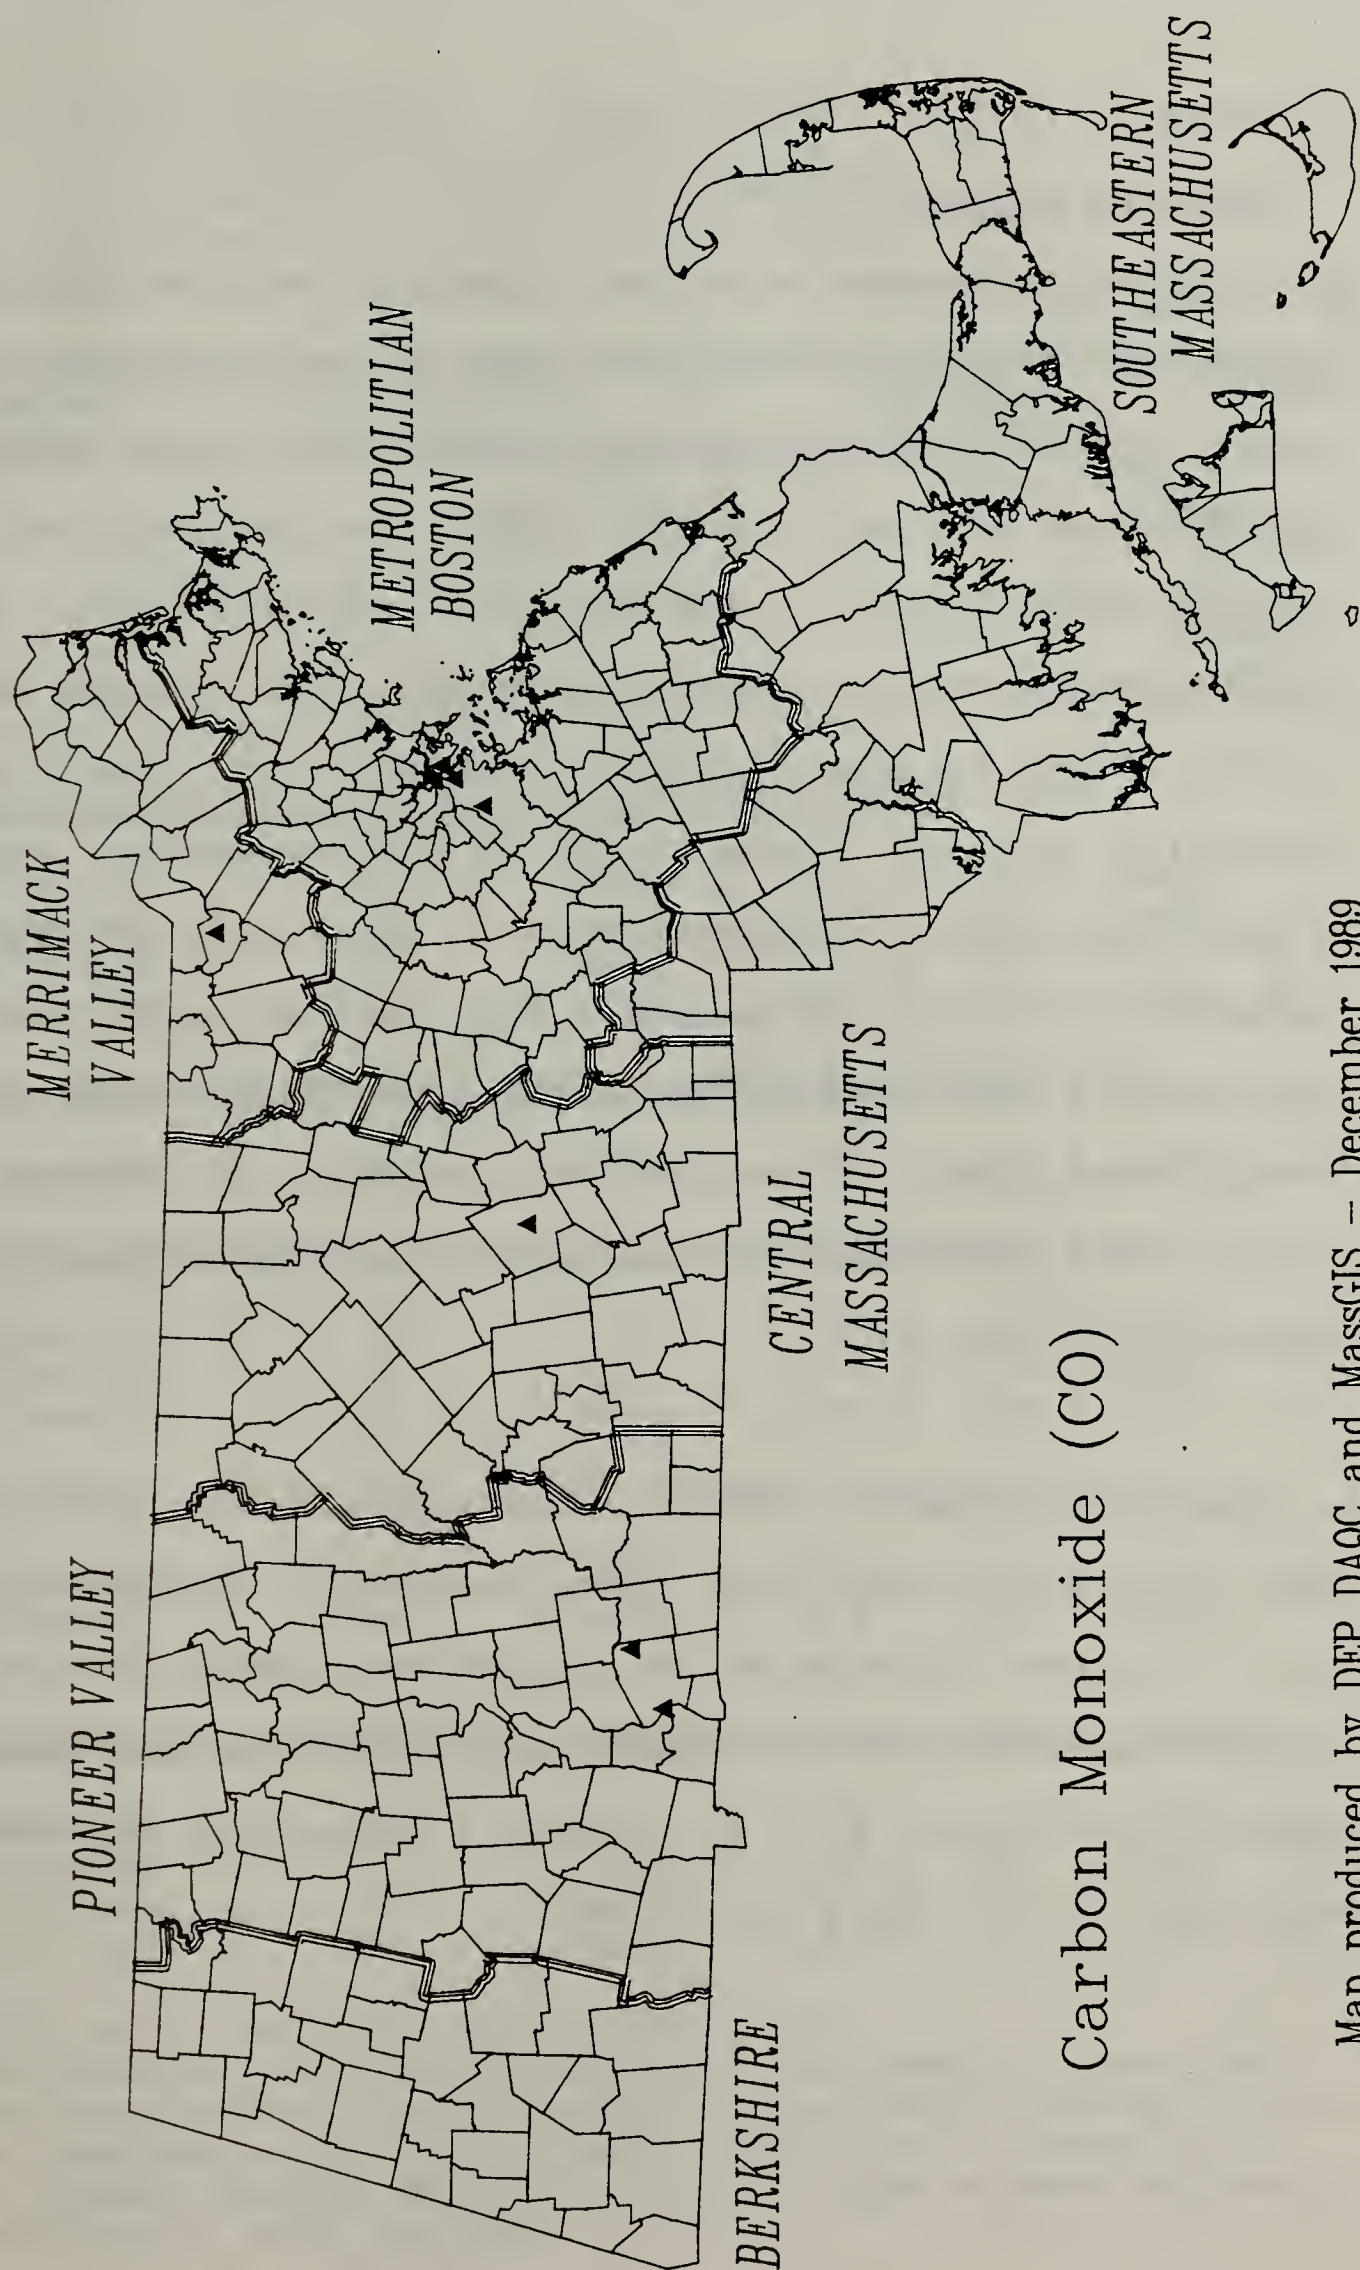 MERRIMACK
VALLEY
PIONEER VALLEY
METROPOLITIAN
BOSTON
BERKSHIRE
CENTRAL
MASSACHUSETTS
SOUTHEASTERN
MASSACHUSETTS
Carbon Monoxide (CO)
Map produced by DEP DAQC and MassGIS – December 1989